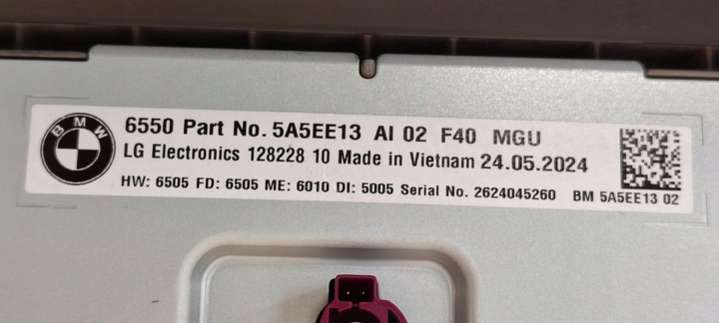 BMW
6550 Part No. 5A5EE13 AI 02 F40 MGU
LG Electronics 128228 10 Made in Vietnam 24.05.2024
HW: 6505 FD: 6505 ME: 6010 DI: 5005 Serial No. 2624045260 BM 5A5EE13 02